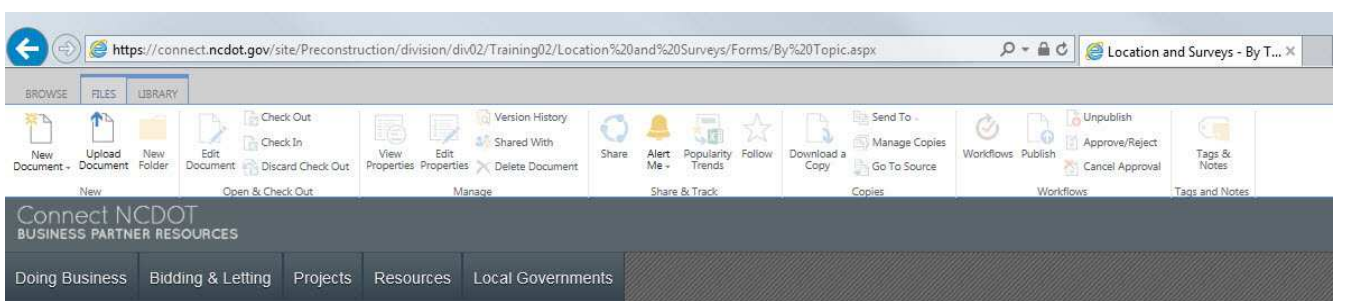 https://connect.ncdot.gov/site/Preconstruction/division/div02/Training02/Location%20and%20Surveys/Forms/By%20Topic.aspx
Location and Surveys - By T...
BROWSE FILES LIBRARY
New Document
Upload Document
New Folder
New
Edit Document
Check Out
Check In
Discard Check Out
Open & Check Out
View Properties
Edit Properties
Version History
Shared With
Delete Document
Manage
Share
Alert Me
Popularity Trends
Follow
Share & Track
Download a Copy
Send To
Manage Copies
Go To Source
Copies
Workflows
Publish
Unpublish
Approve/Reject
Cancel Approval
Workflows
Tags & Notes
Tags and Notes
Connect NCDOT
BUSINESS PARTNER RESOURCES
Doing Business Bidding & Letting Projects Resources Local Governments